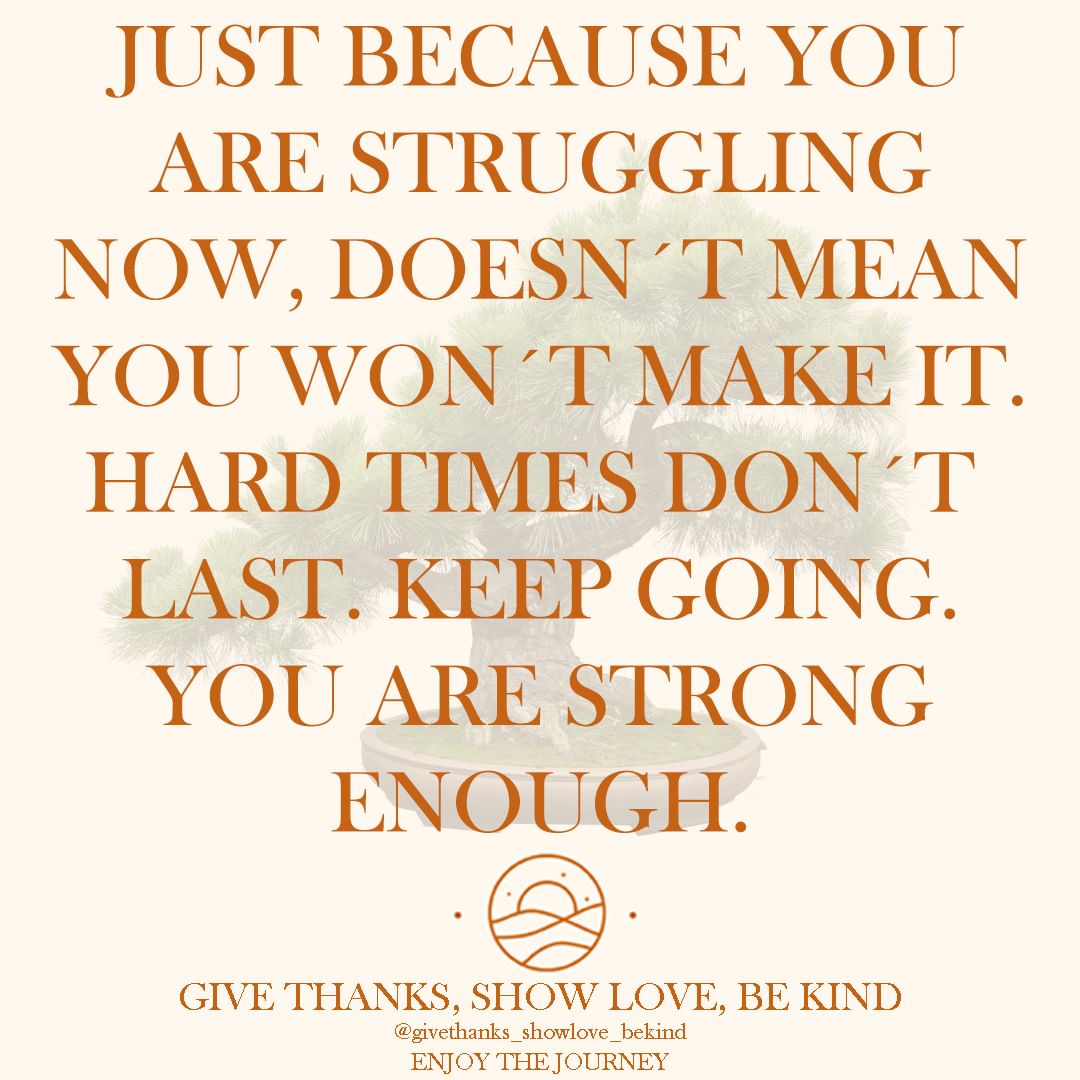 JUST BECAUSE YOU
ARE STRUGGLING
NOW, DOESN´T MEAN
YOU WON´T MAKE IT.
HARD TIMES DON´T
LAST. KEEP GOING.
YOU ARE STRONG
ENOUGH.
GIVE THANKS, SHOW LOVE, BE KIND
@givethanks_showlove_bekind
ENJOY THE JOURNEY